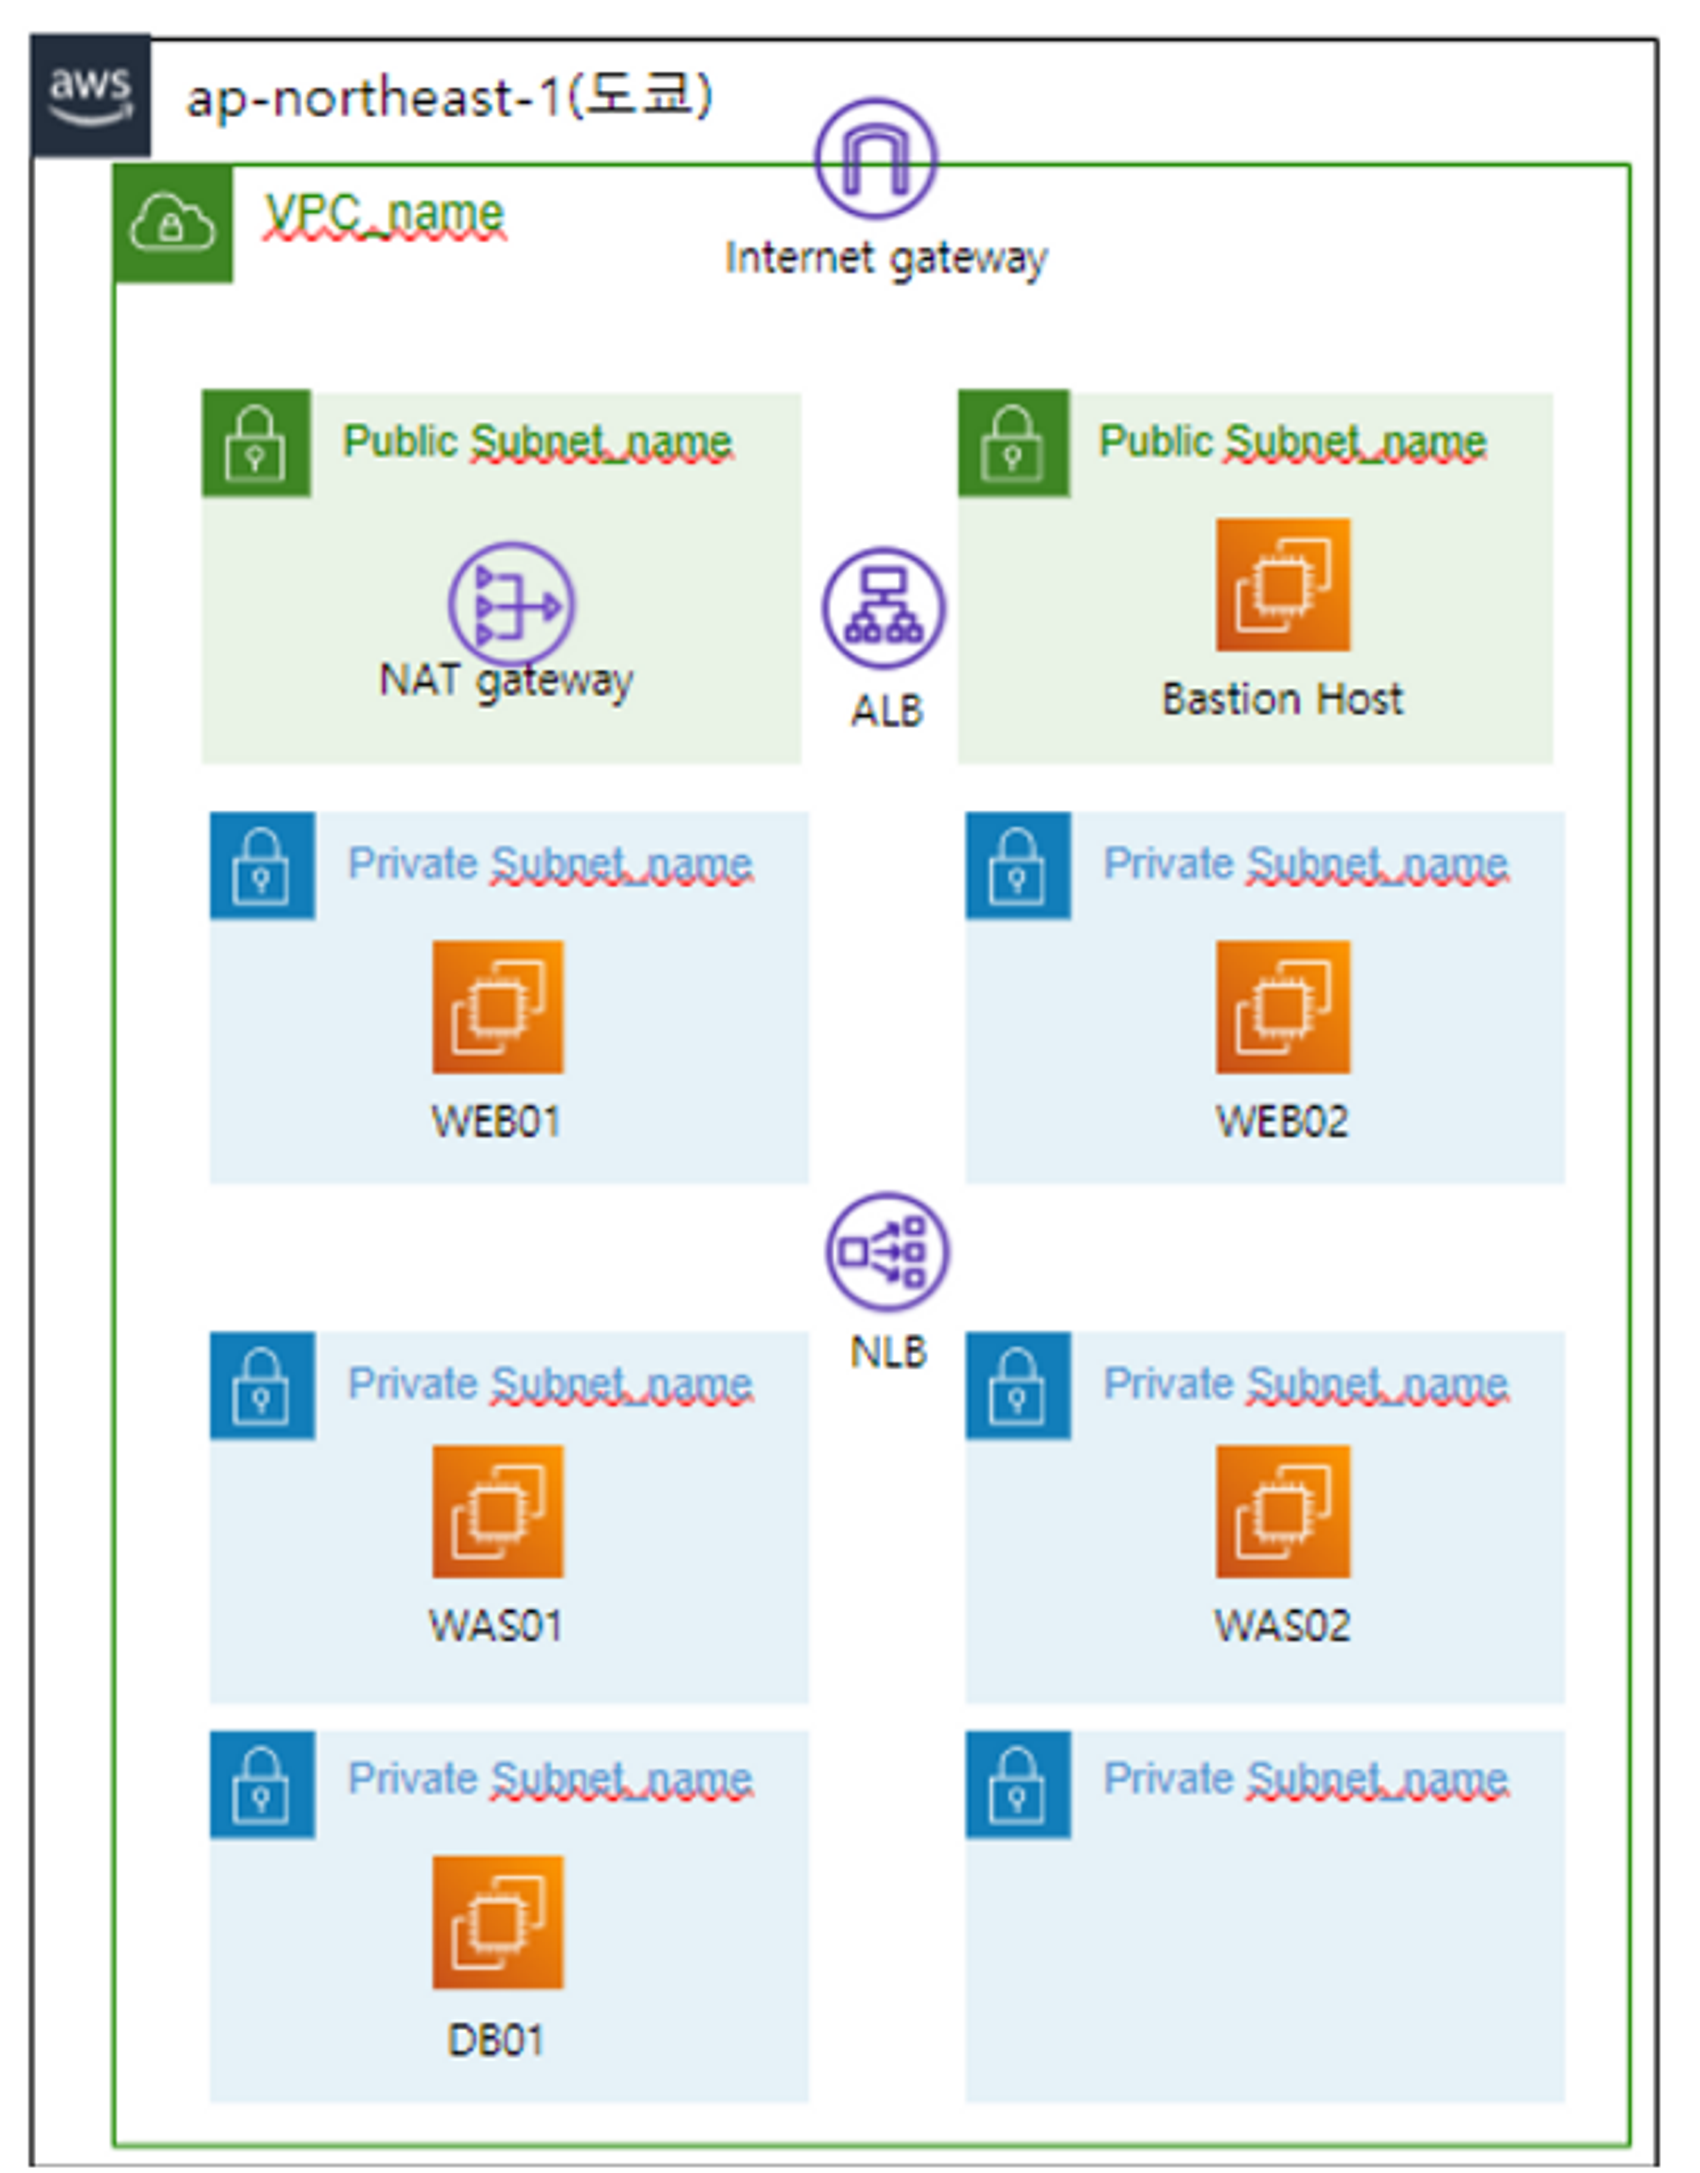 aws
ap-northeast-1(도쿄)
VPC_name
Internet gateway
Public Subnet_name
Public Subnet_name
NAT gateway
ALB
Bastion Host
Private Subnet_name
Private Subnet_name
WEB01
WEB02
NLB
Private Subnet_name
Private Subnet_name
WAS01
WAS02
Private Subnet_name
Private Subnet_name
DB01